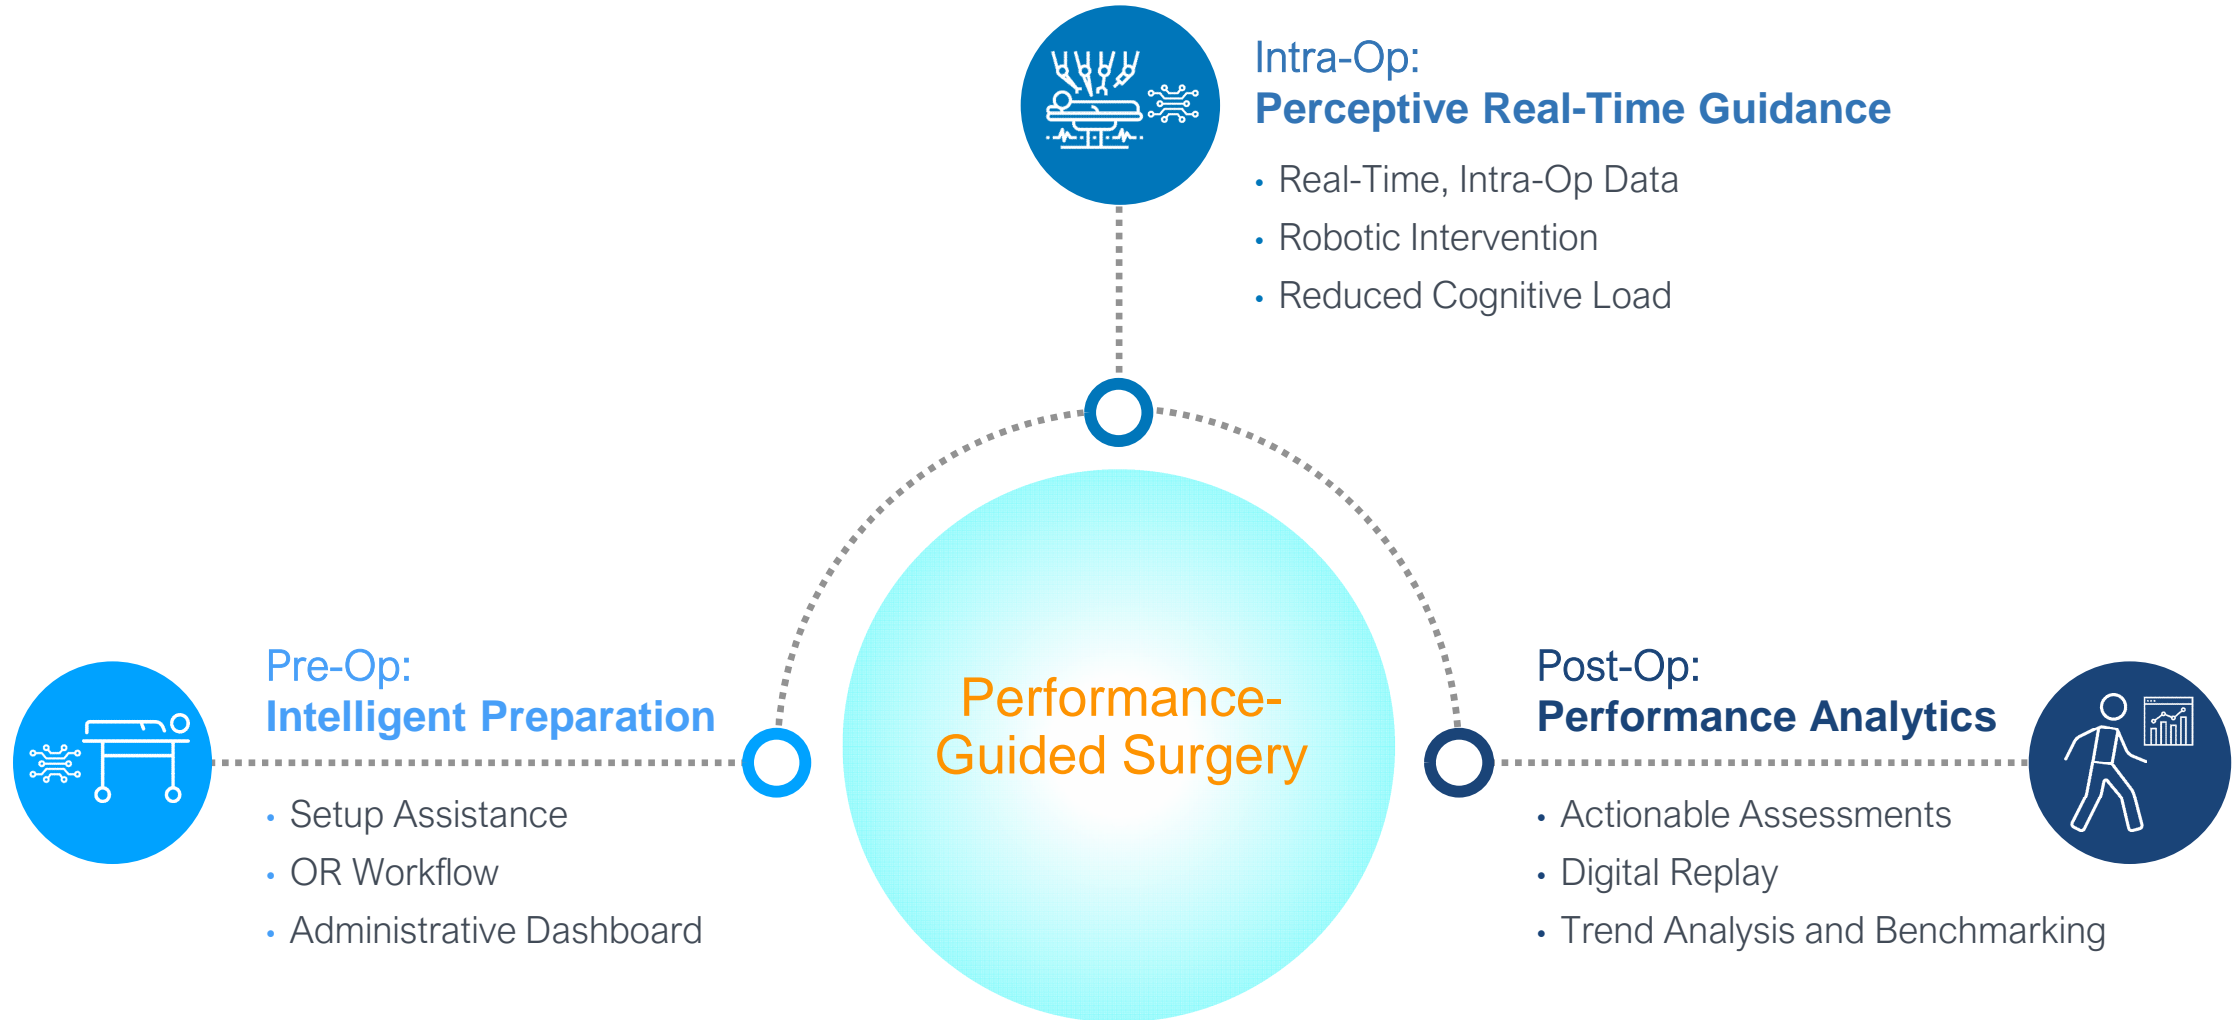 Intra-Op:
Perceptive Real-Time Guidance
• Real-Time, Intra-Op Data
• Robotic Intervention
• Reduced Cognitive Load
Pre-Op:
Intelligent Preparation
• Setup Assistance
• OR Workflow
• Administrative Dashboard
Performance-
Guided Surgery
Post-Op:
Performance Analytics
• Actionable Assessments
• Digital Replay
• Trend Analysis and Benchmarking